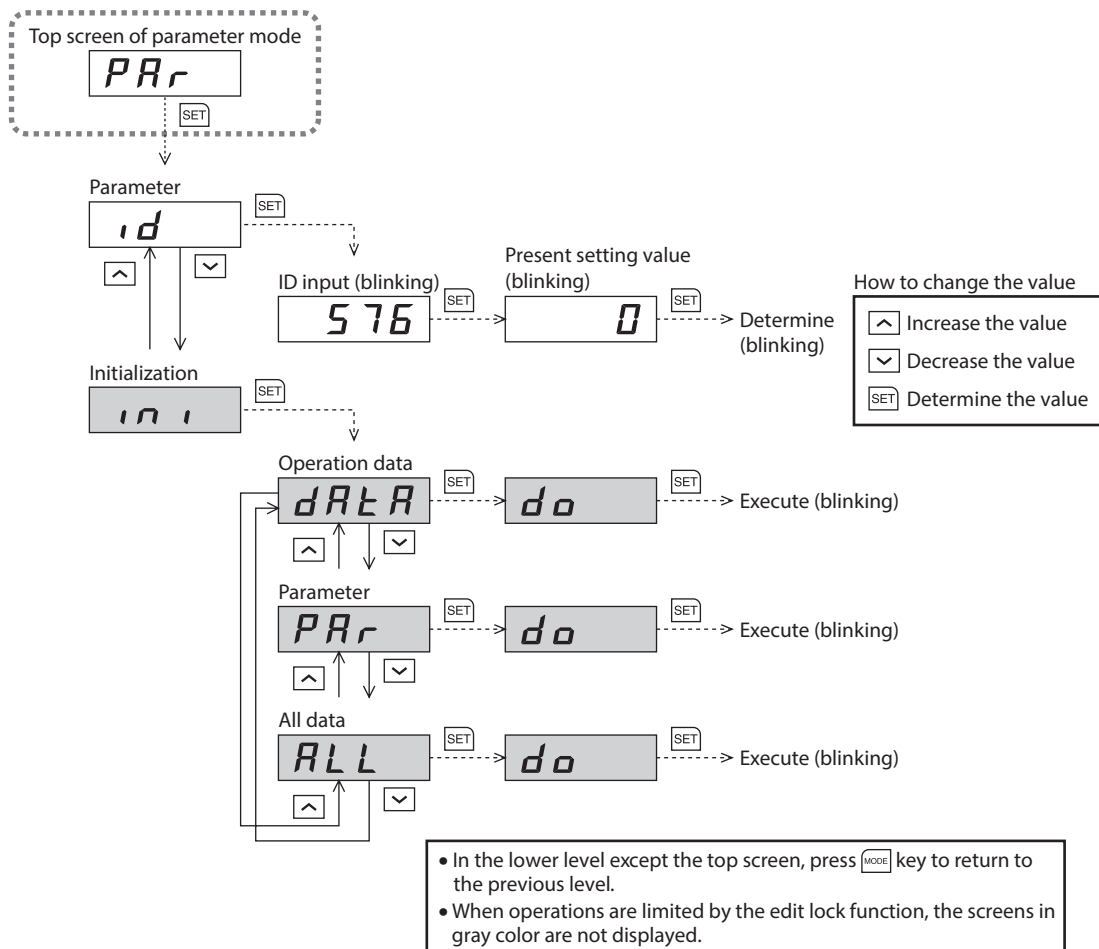 Top screen of parameter mode
PAr
SET
Parameter
id
SET
ID input (blinking)
576
SET
Present setting value
(blinking)
0
SET
Determine
(blinking)
How to change the value
Increase the value
Decrease the value
SET Determine the value
Initialization
ini
SET
Operation data
dAtA
SET
do
SET
Execute (blinking)
Parameter
PAr
SET
do
SET
Execute (blinking)
All data
ALL
SET
do
SET
Execute (blinking)
• In the lower level except the top screen, press MODE key to return to
the previous level.
• When operations are limited by the edit lock function, the screens in
gray color are not displayed.